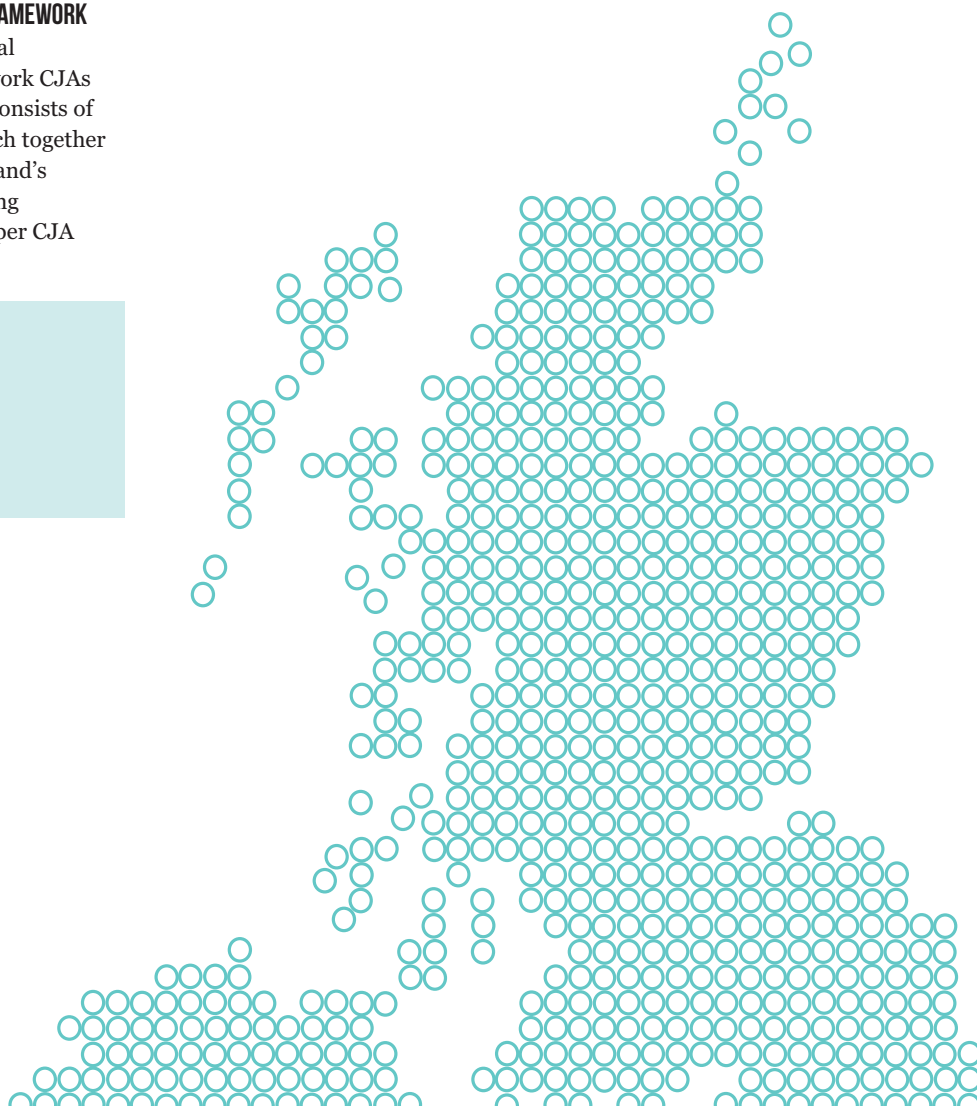 AMEWORK
al
ork CJAs
onsists of
ch together
and's
ng
per CJA